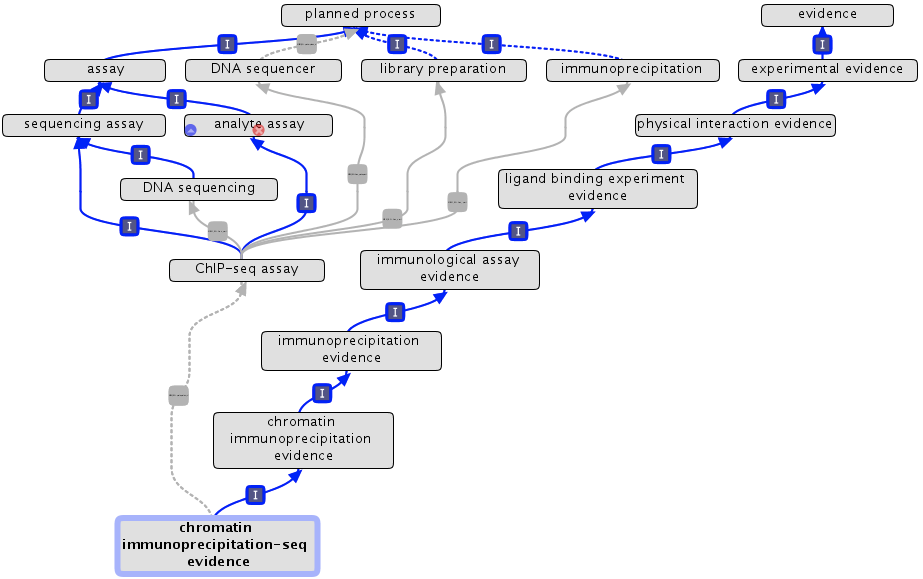 planned process
evidence
I
I
I
I
assay
DNA sequencer
library preparation
immunoprecipitation
experimental evidence
I
I
I
sequencing assay
analyte assay
physical interaction evidence
I
I
DNA sequencing
ligand binding experiment
evidence
I
I
I
ChIP-seq assay
immunological assay
evidence
I
immunoprecipitation
evidence
I
chromatin
immunoprecipitation
evidence
I
chromatin
immunoprecipitation-seq
evidence